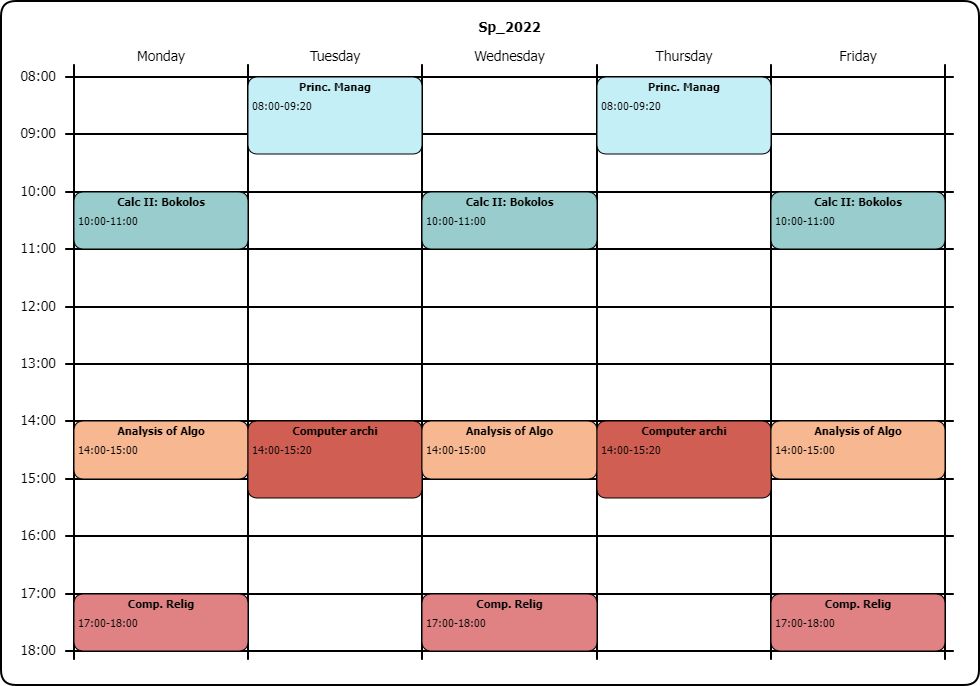 Sp_2022
Monday Tuesday Wednesday Thursday Friday
08:00
Princ. Manag Princ. Manag
08:00-09:20 08:00-09:20
09:00
10:00
Calc II: Bokolos Calc II: Bokolos Calc II: Bokolos
10:00-11:00 10:00-11:00 10:00-11:00
11:00
12:00
13:00
14:00
Analysis of Algo Computer archi Analysis of Algo Computer archi Analysis of Algo
14:00-15:00 14:00-15:20 14:00-15:00 14:00-15:20 14:00-15:00
15:00
16:00
17:00
Comp. Relig Comp. Relig Comp. Relig
17:00-18:00 17:00-18:00 17:00-18:00
18:00